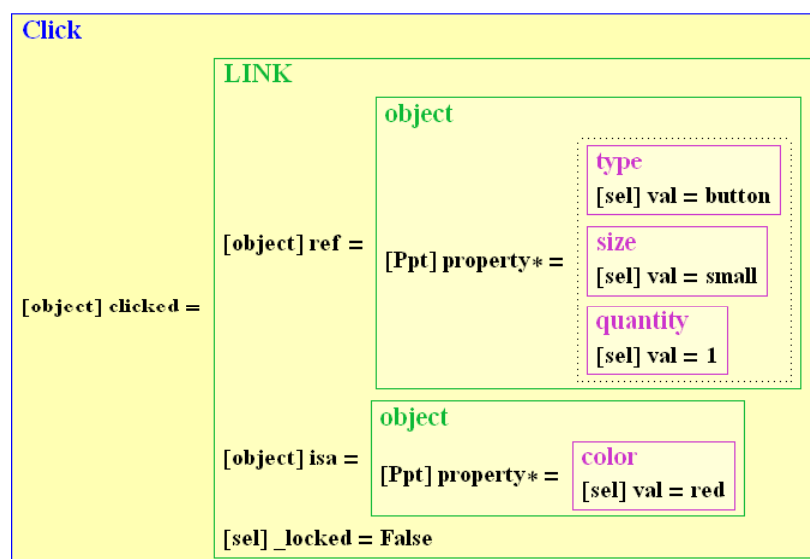 Click
LINK
object
type
[sel] val = button
size
[object] ref =
[Ppt] property* =
[sel] val = small
[object] clicked =
quantity
[sel] val = 1
object
[object] isa =
color
[Ppt] property* =
[sel] val = red
[sel] _locked = False